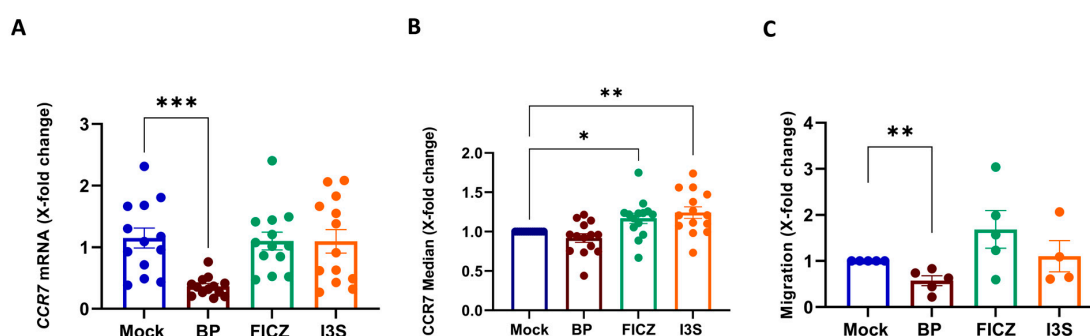 A
B
C
CCR7 mRNA (X-fold change)
3
2
1
0
***
Mock BP FICZ I3S
CCR7 Median (X-fold change)
2.0
1.5
1.0
0.5
0.0
**
*
Mock BP FICZ I3S
Migration (X-fold change)
4
3
2
1
0
**
Mock BP FICZ I3S